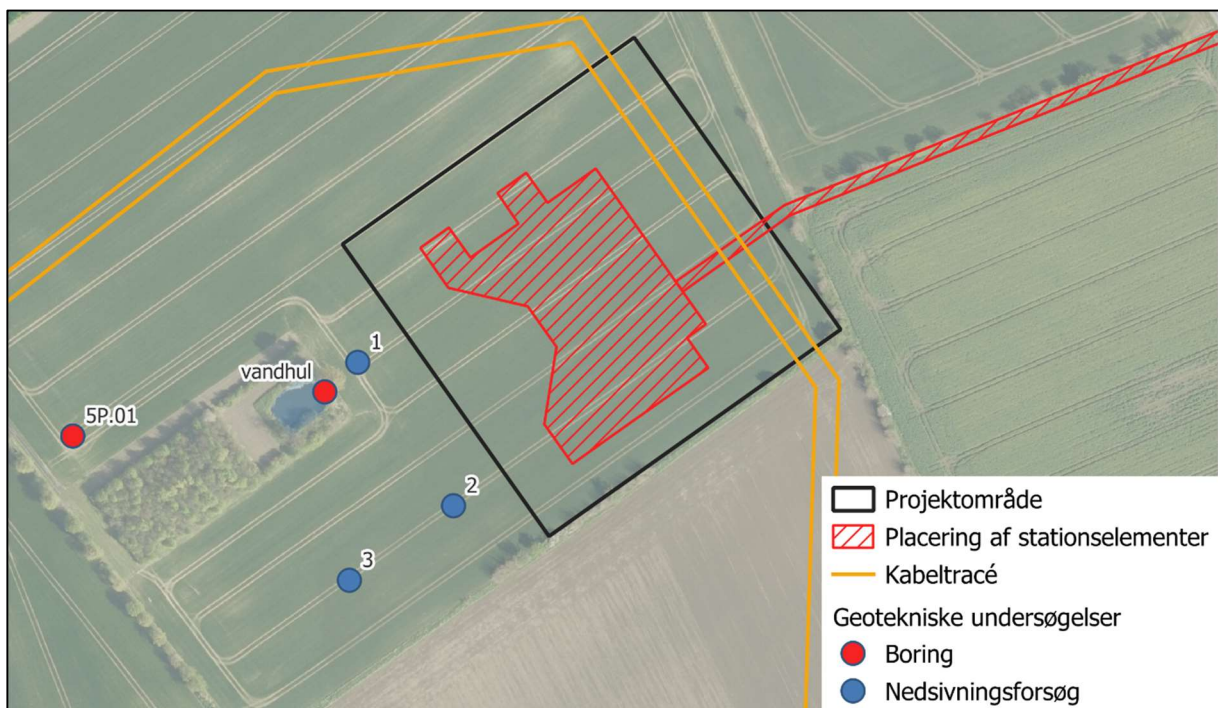 1
vandhul
5P.01
2
3
Projektområde
Placering af stationselementer
Kabeltracé
Geotekniske undersøgelser
Boring
Nedsivningsforsøg